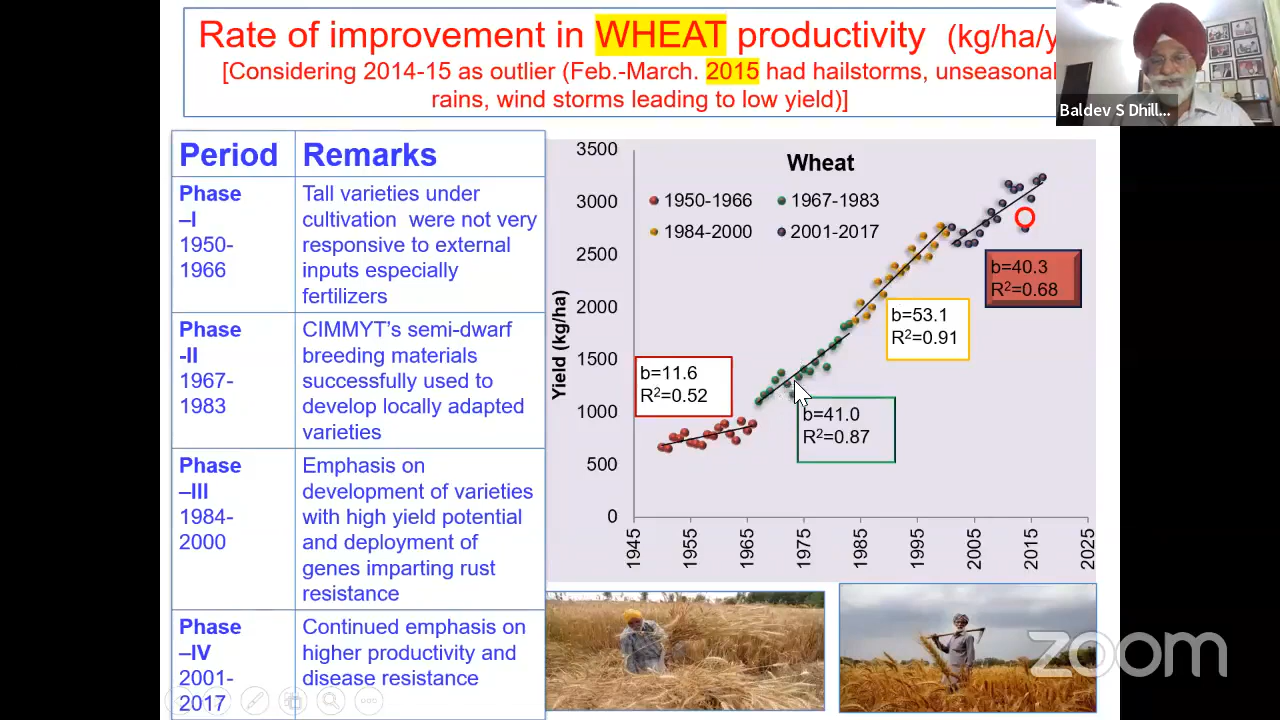 Rate of improvement in WHEAT productivity (kg/ha/y
[Considering 2014-15 as outlier (Feb.-March. 2015 had hailstorms, unseasonal
rains, wind storms leading to low yield)]
Baldev S Dhill...
Period
Remarks
Phase
–I
1950-
1966
Tall varieties under
cultivation were not very
responsive to external
inputs especially
fertilizers
Phase
-II
1967-
1983
CIMMYT's semi-dwarf
breeding materials
successfully used to
develop locally adapted
varieties
Phase
–III
1984-
2000
Emphasis on
development of varieties
with high yield potential
and deployment of
genes imparting rust
resistance
Phase
–IV
2001-
2017
Continued emphasis on
higher productivity and
disease resistance
Wheat
1950-1966
1967-1983
1984-2000
2001-2017
Yield (kg/ha)
3500
3000
2500
2000
1500
1000
500
0
b=11.6
R²=0.52
b=41.0
R²=0.87
b=53.1
R²=0.91
b=40.3
R²=0.68
1945
1955
1965
1975
1985
1995
2005
2015
2025
zoom